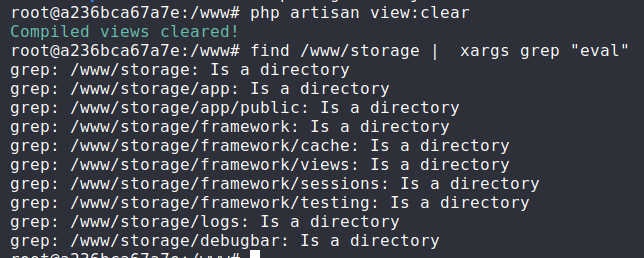 root@a236bca67a7e:/www# php artisan view:clear
Compiled views cleared!
root@a236bca67a7e:/www# find /www/storage |  xargs grep "eval"
grep: /www/storage: Is a directory
grep: /www/storage/app: Is a directory
grep: /www/storage/app/public: Is a directory
grep: /www/storage/framework: Is a directory
grep: /www/storage/framework/cache: Is a directory
grep: /www/storage/framework/views: Is a directory
grep: /www/storage/framework/sessions: Is a directory
grep: /www/storage/framework/testing: Is a directory
grep: /www/storage/logs: Is a directory
grep: /www/storage/debugbar: Is a directory
root@a236bca67a7e:/www#